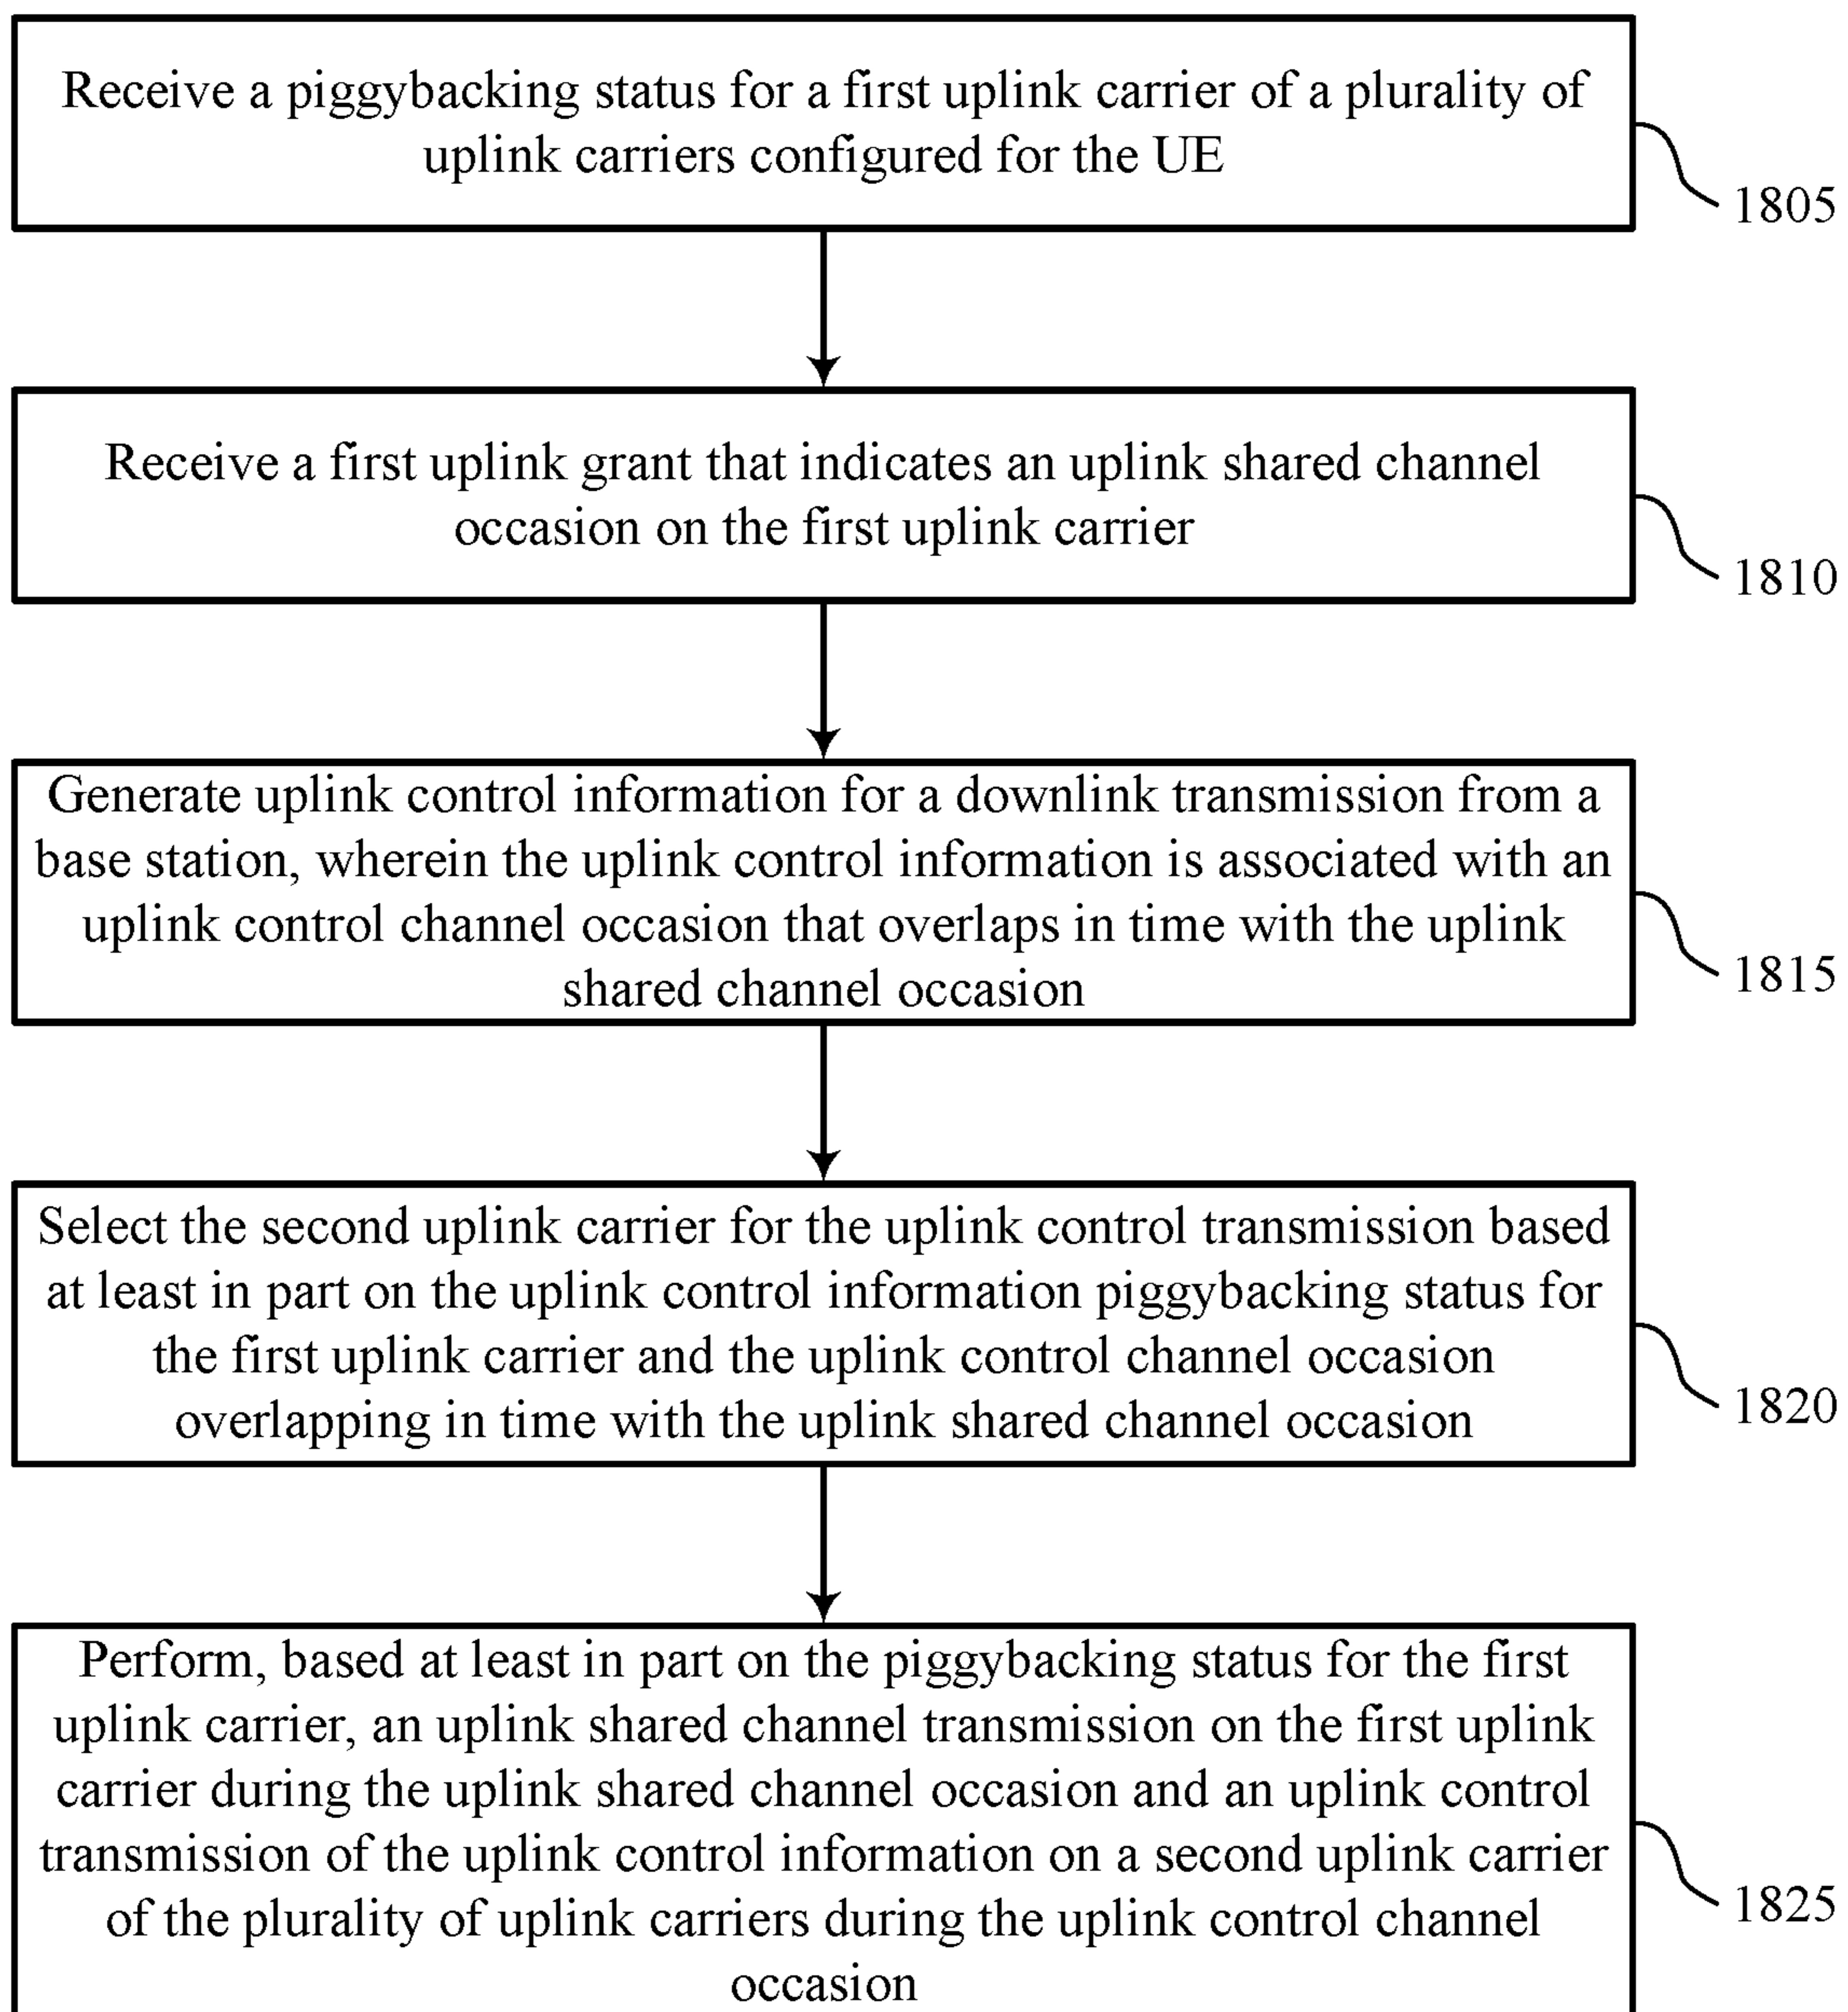 Receive a piggybacking status for a first uplink carrier of a plurality of
uplink carriers configured for the UE
1805
Receive a first uplink grant that indicates an uplink shared channel
occasion on the first uplink carrier
1810
Generate uplink control information for a downlink transmission from a
base station, wherein the uplink control information is associated with an
uplink control channel occasion that overlaps in time with the uplink
shared channel occasion
1815
Select the second uplink carrier for the uplink control transmission based
at least in part on the uplink control information piggybacking status for
the first uplink carrier and the uplink control channel occasion
overlapping in time with the uplink shared channel occasion
1820
Perform, based at least in part on the piggybacking status for the first
uplink carrier, an uplink shared channel transmission on the first uplink
carrier during the uplink shared channel occasion and an uplink control
transmission of the uplink control information on a second uplink carrier
of the plurality of uplink carriers during the uplink control channel
occasion
1825